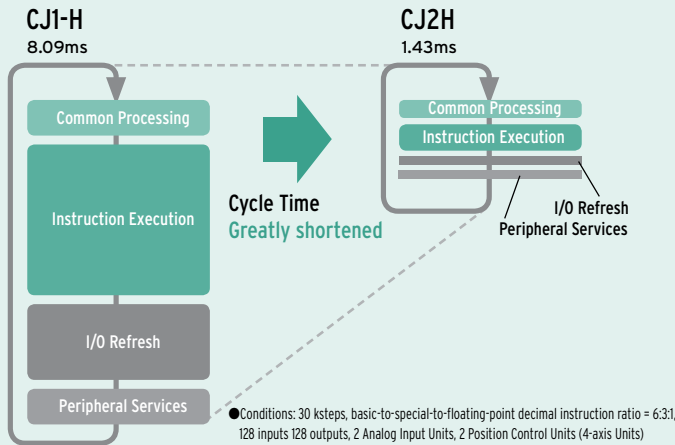 CJ1-H
8.09ms
Common Processing
Instruction Execution
I/O Refresh
Peripheral Services
Cycle Time
Greatly shortened
CJ2H
1.43ms
Common Processing
Instruction Execution
I/O Refresh
Peripheral Services
●Conditions: 30 ksteps, basic-to-special-to-floating-point decimal instruction ratio = 6:3:1,
128 inputs 128 outputs, 2 Analog Input Units, 2 Position Control Units (4-axis Units)